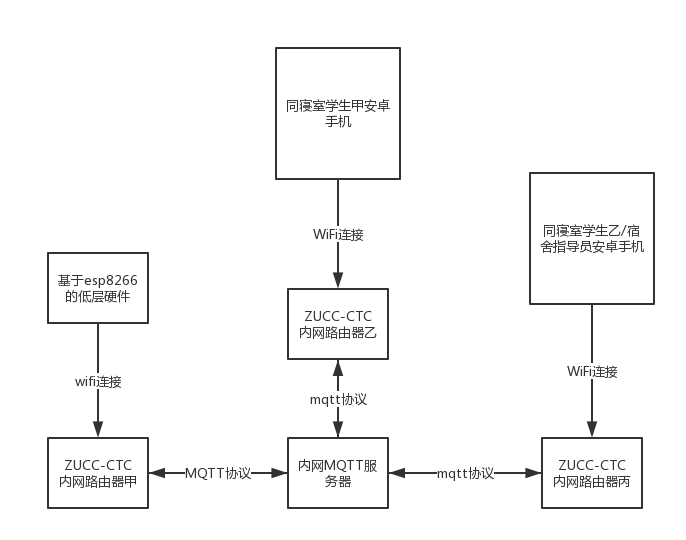 同寝室学生甲安卓
手机
WiFi连接
同寝室学生乙/宿
舍指导员安卓手机
基于esp8266
的低层硬件
ZUCC-CTC
内网路由器乙
wifi连接
WiFi连接
mqtt协议
ZUCC-CTC
内网路由器甲
MQTT协议
内网MQTT服
务器
mqtt协议
ZUCC-CTC
内网路由器丙